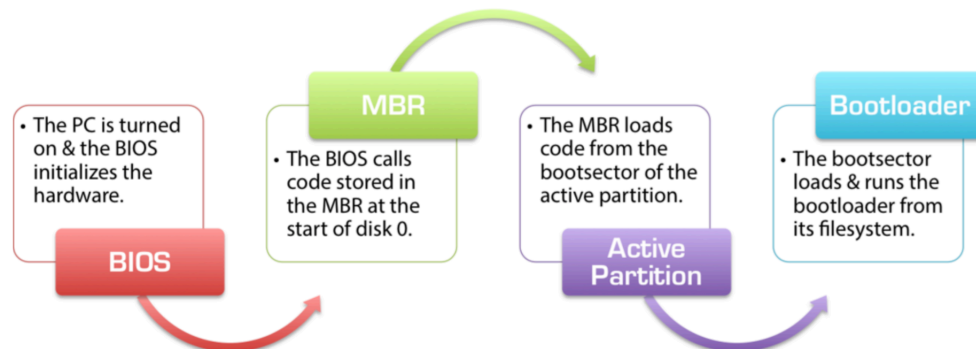 • The PC is turned
on & the BIOS
initializes the
hardware.
BIOS
MBR
• The BIOS calls
code stored in
the MBR at the
start of disk 0.
• The MBR loads
code from the
bootsector of the
active partition.
Active
Partition
Bootloader
• The bootsector
loads & runs the
bootloader from
its filesystem.